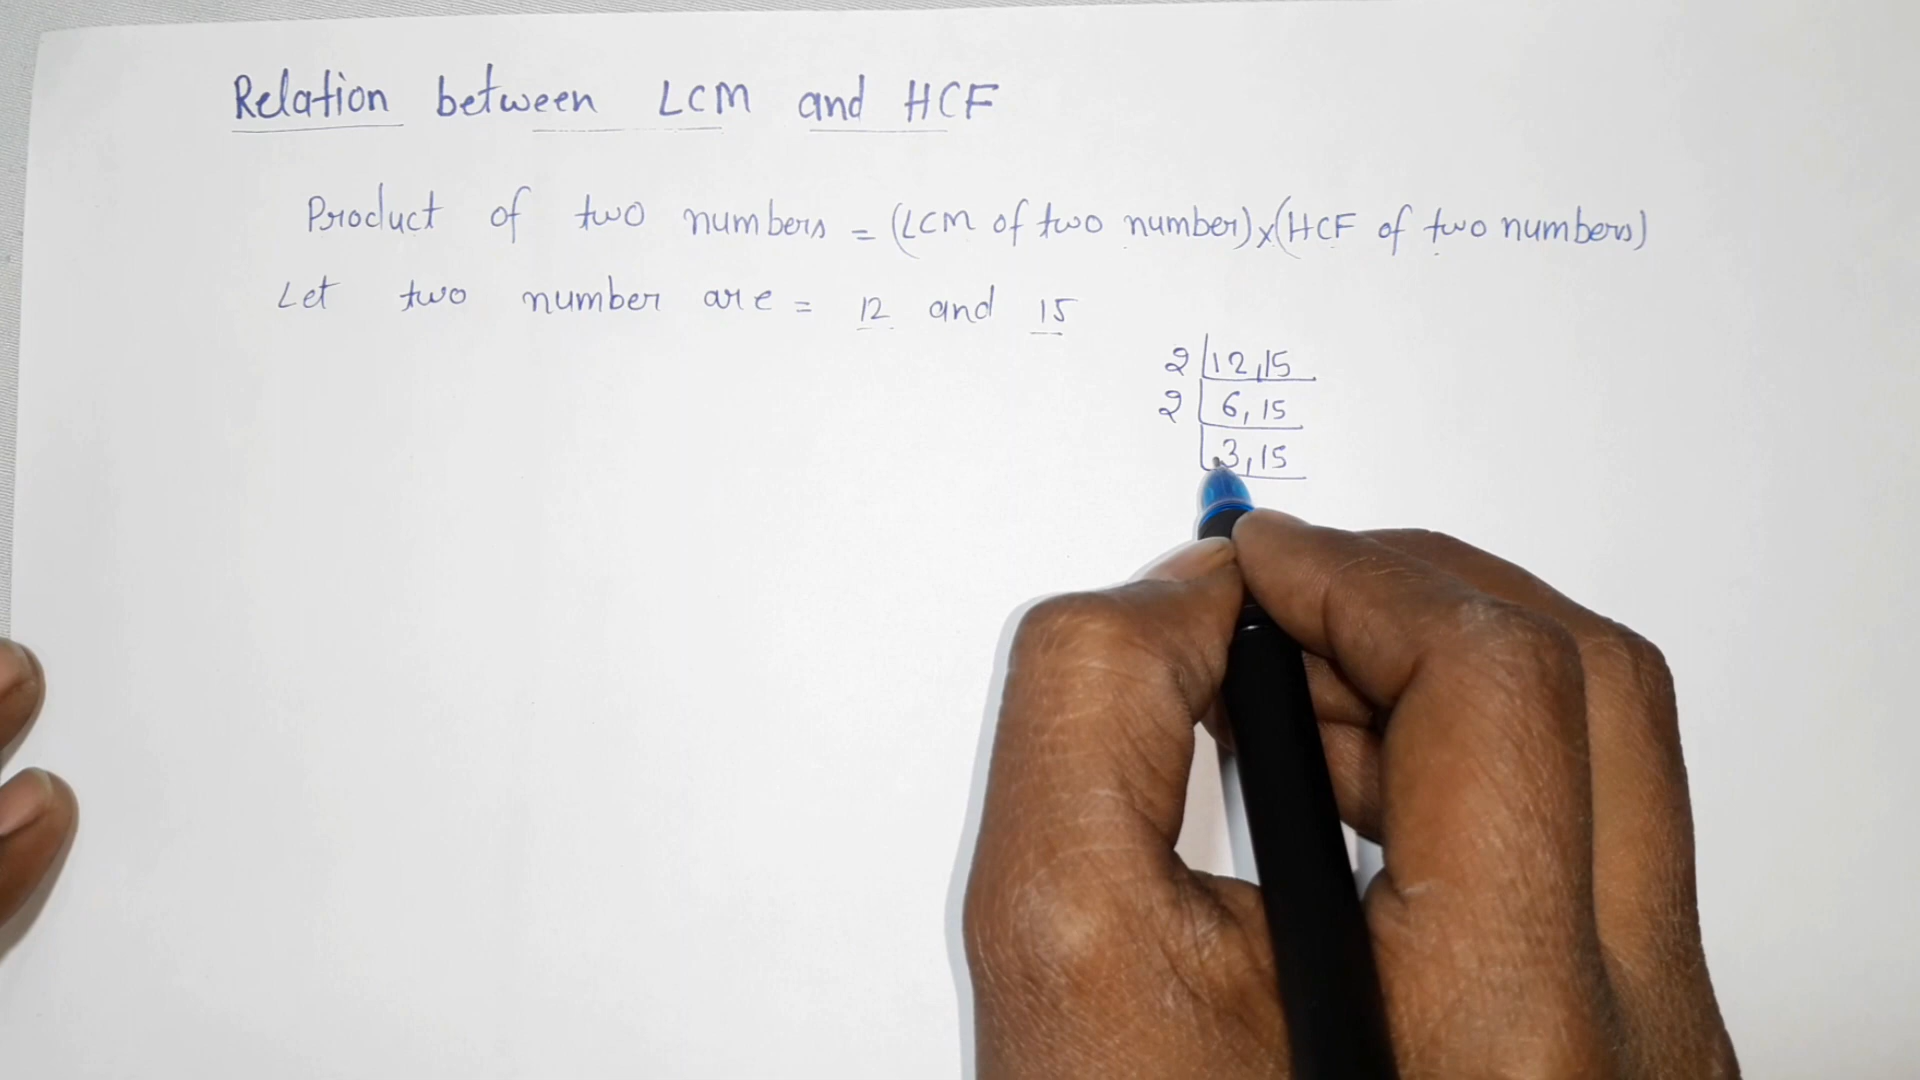 Relation between LCM and HCF
Product of two numbers = (LCM of two number)x(HCF of two numbers)
Let two number are = 12 and 15
2 12,15
2 6, 15
3, 15